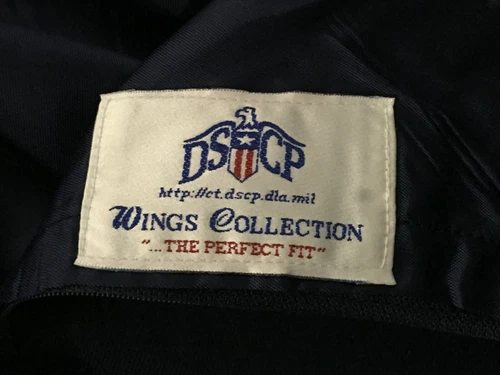 DSCP
http://ct.dscp.dla.mil
WINGS COLLECTION
"...THE PERFECT FIT"